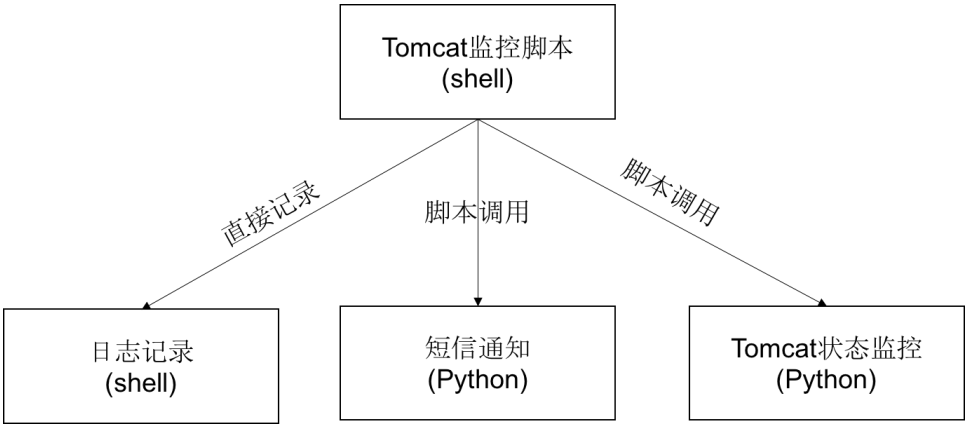 Tomcat监控脚本
(shell)
直接记录
脚本调用
脚本调用
日志记录
(shell)
短信通知
(Python)
Tomcat状态监控
(Python)